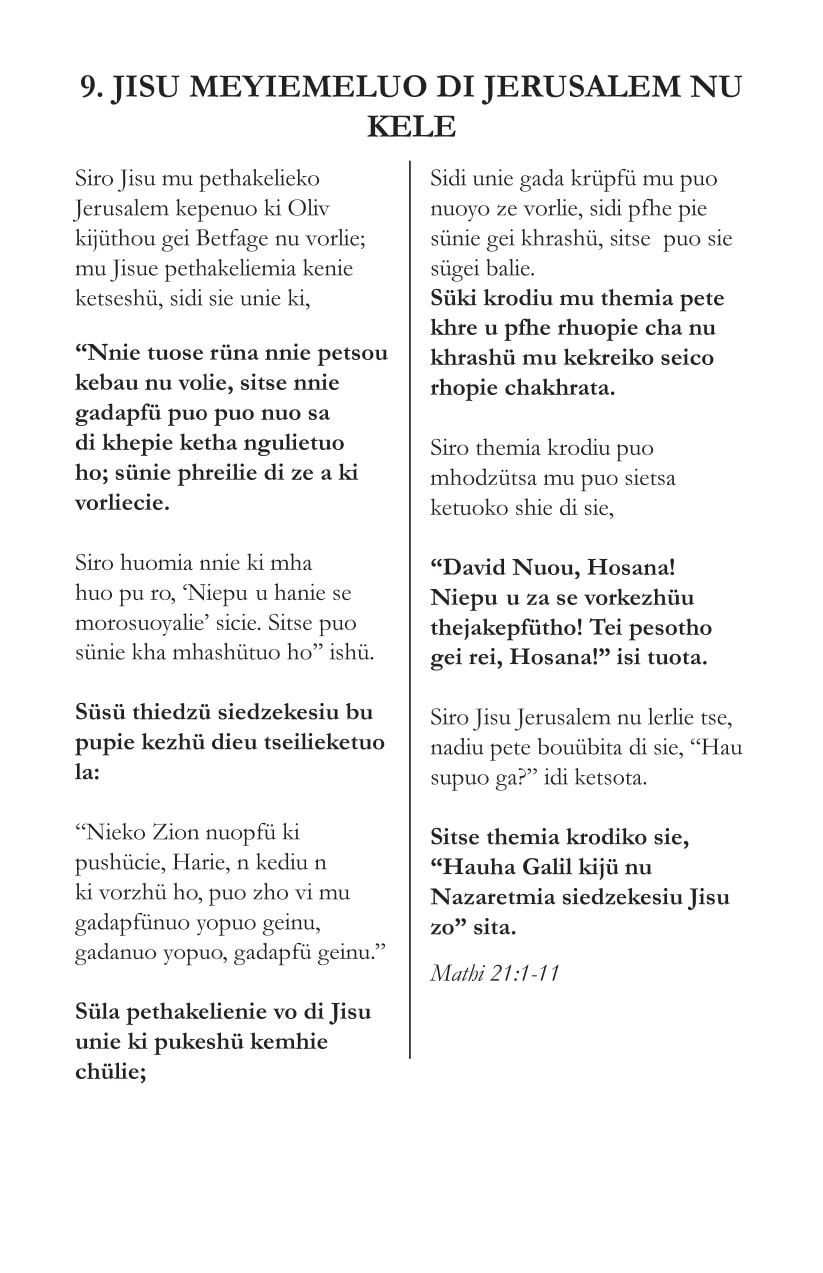 9. JISU MEYIEMELUO DI JERUSALEM NU
KELE
Siro Jisu mu pethakelieko
Jerusalem kepenuo ki Oliv
kijüthou gei Betfage nu vorlie;
mu Jisue pethakeliemia kenie
ketseshü, sidi sie unie ki,
“Nnie tuose rüna nnie petsou
kebau nu volie, sitse nnie
gadapfü puo puo nuo sa
di khepie ketha ngulietuo
ho; sünie phreilie di ze a ki
vorliecie.
Siro huomia nnie ki mha
huo pu ro, ‘Niepu u hanie se
morosuoyalie’ sicie. Sitse puo
sünie kha mhashütuo ho” ishü.
Süsü thiedzü siedzekesiu bu
pupie kezhü dieu tseilieketuo
la:
“Nieko Zion nuopfü ki
pushücie, Harie, n kediu n
ki vorzhü ho, puo zho vi mu
gadapfünuo yopuo geinu,
gadanuo yopuo, gadapfü geinu.”
Süla pethakelienie vo di Jisu
unie ki pukeshü kemhie
chülie;
Sidi unie gada krüpfü mu puo
nuoyo ze vorlie, sidi pfhe pie
sünie gei khrashü, sitse  puo sie
sügei balie.
Süki krodiu mu themia pete
khre u pfhe rhuopie cha nu
khrashü mu kekreiko seico
rhopie chakhrata.
Siro themia krodiu puo
mhodzütsa mu puo sietsa
ketuoko shie di sie,
“David Nuou, Hosana!
Niepu u za se vorkezhüu
thejakepfütho! Tei pesotho
gei rei, Hosana!” isi tuota.
Siro Jisu Jerusalem nu lerlie tse,
nadiu pete bouübita di sie, “Hau
supuo ga?” idi ketsota.
Sitse themia krodiko sie,
“Hauha Galil kijü nu
Nazaretmia siedzekesiu Jisu
zo” sita.
Mathi 21:1-11